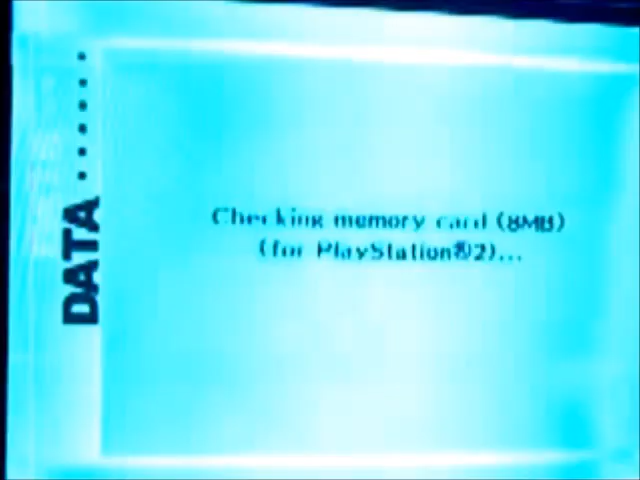 DATA.......
Checking memory card (8MB)
(for PlayStation®2)...